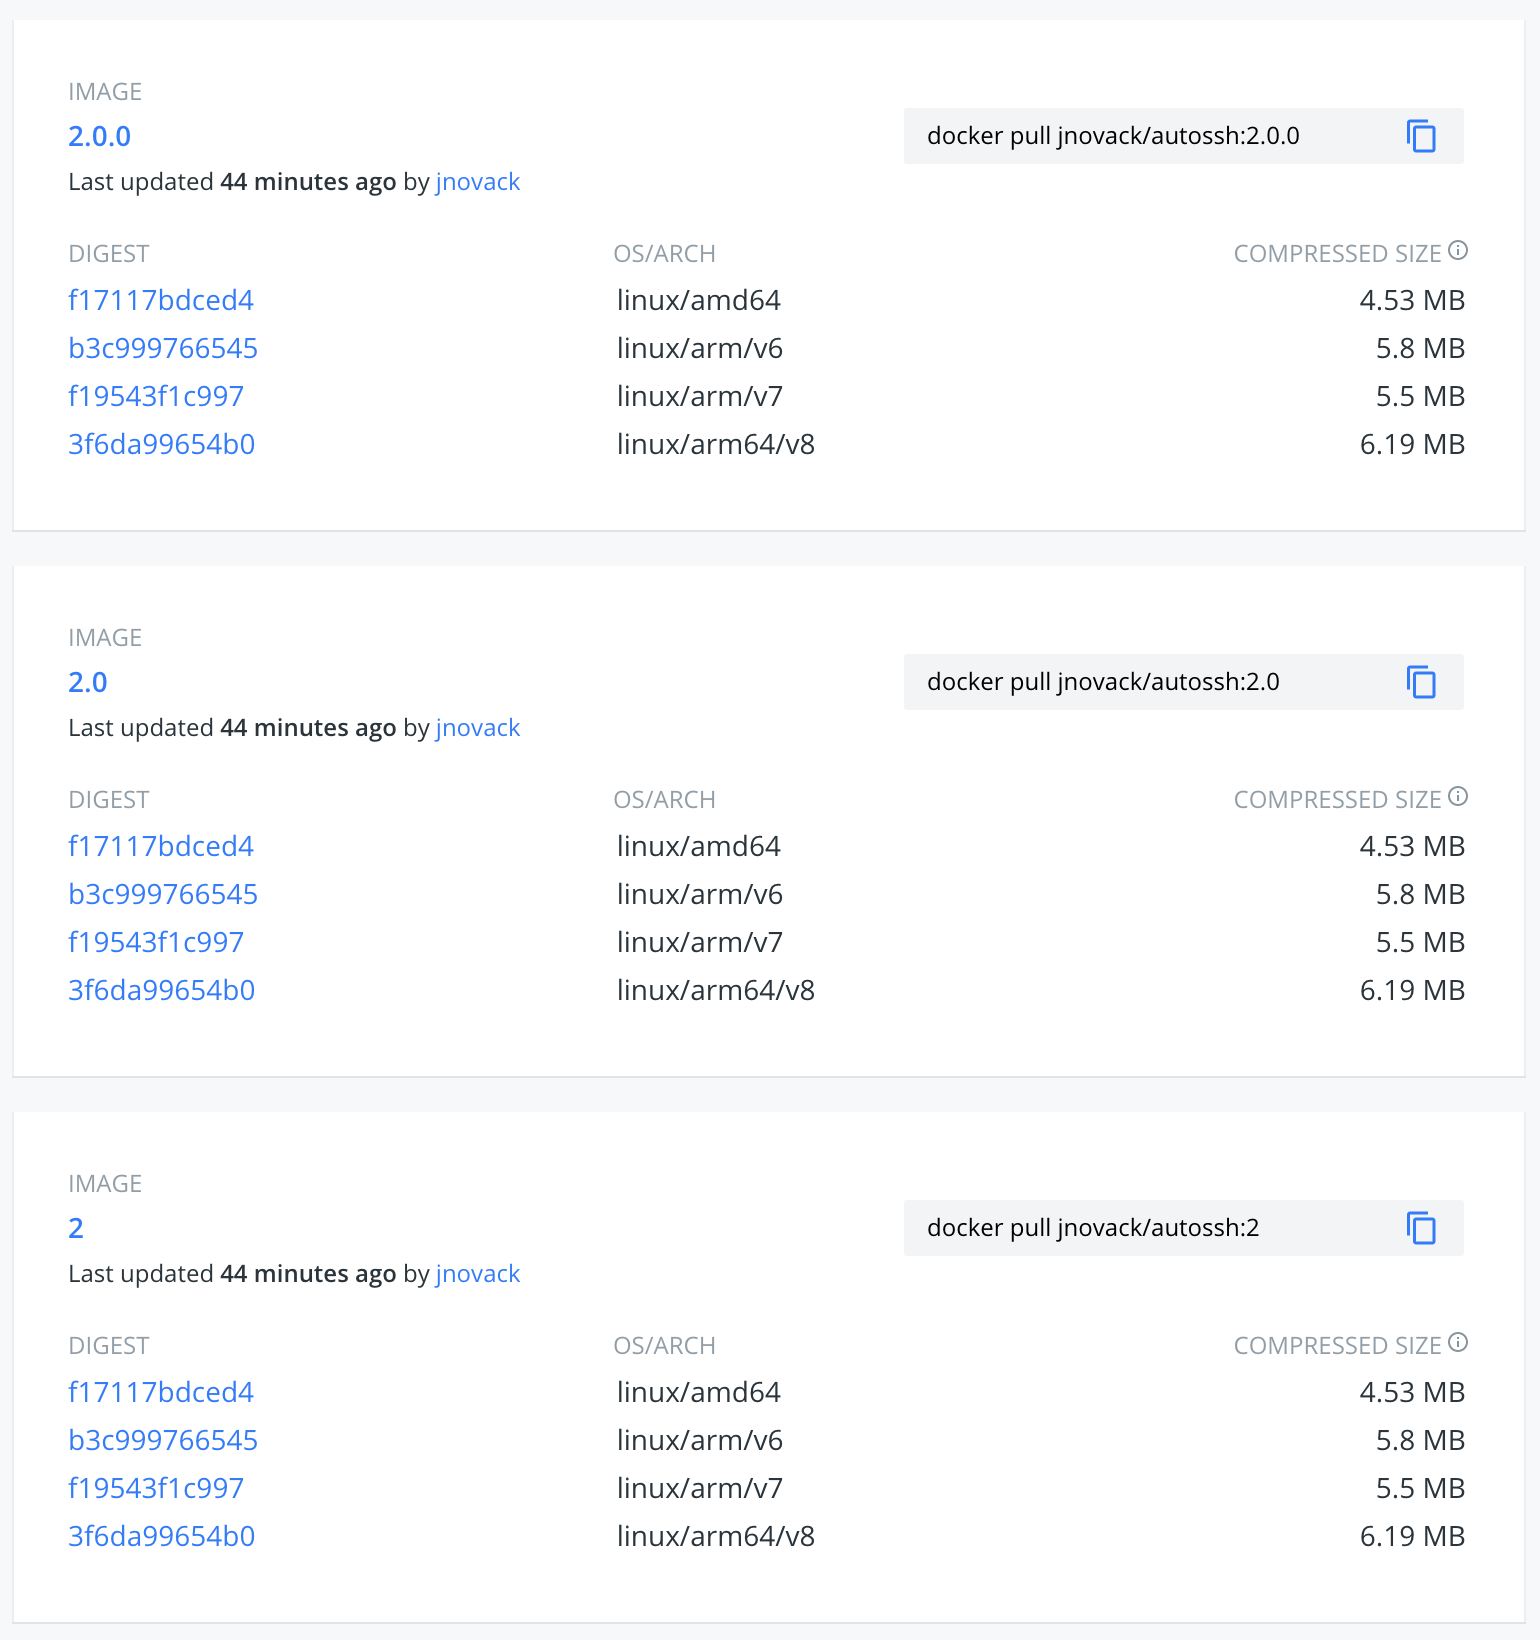 IMAGE
2.0.0
docker pull jnovack/autossh:2.0.0
Last updated 44 minutes ago by jnovack
DIGEST OS/ARCH COMPRESSED SIZE
f17117bdced4 linux/amd64 4.53 MB
b3c999766545 linux/arm/v6 5.8 MB
f19543f1c997 linux/arm/v7 5.5 MB
3f6da99654b0 linux/arm64/v8 6.19 MB
IMAGE
2.0
docker pull jnovack/autossh:2.0
Last updated 44 minutes ago by jnovack
DIGEST OS/ARCH COMPRESSED SIZE
f17117bdced4 linux/amd64 4.53 MB
b3c999766545 linux/arm/v6 5.8 MB
f19543f1c997 linux/arm/v7 5.5 MB
3f6da99654b0 linux/arm64/v8 6.19 MB
IMAGE
2
docker pull jnovack/autossh:2
Last updated 44 minutes ago by jnovack
DIGEST OS/ARCH COMPRESSED SIZE
f17117bdced4 linux/amd64 4.53 MB
b3c999766545 linux/arm/v6 5.8 MB
f19543f1c997 linux/arm/v7 5.5 MB
3f6da99654b0 linux/arm64/v8 6.19 MB